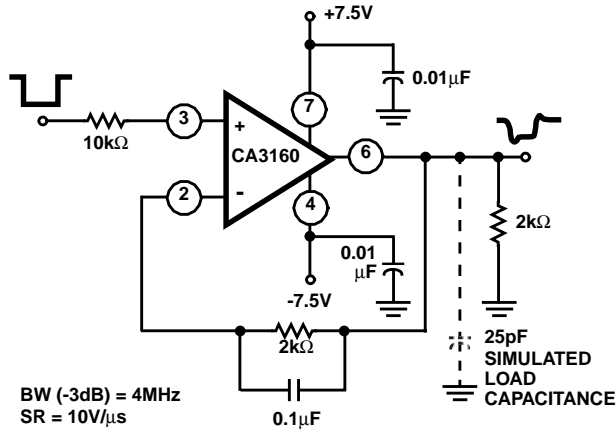 +7.5V
0.01μF
7
3
+
10kΩ
CA3160
6
2
-
4
0.01
μF
2kΩ
-7.5V
2kΩ
25pF
SIMULATED
LOAD
CAPACITANCE
0.1μF
BW (-3dB) = 4MHz
SR = 10V/μs